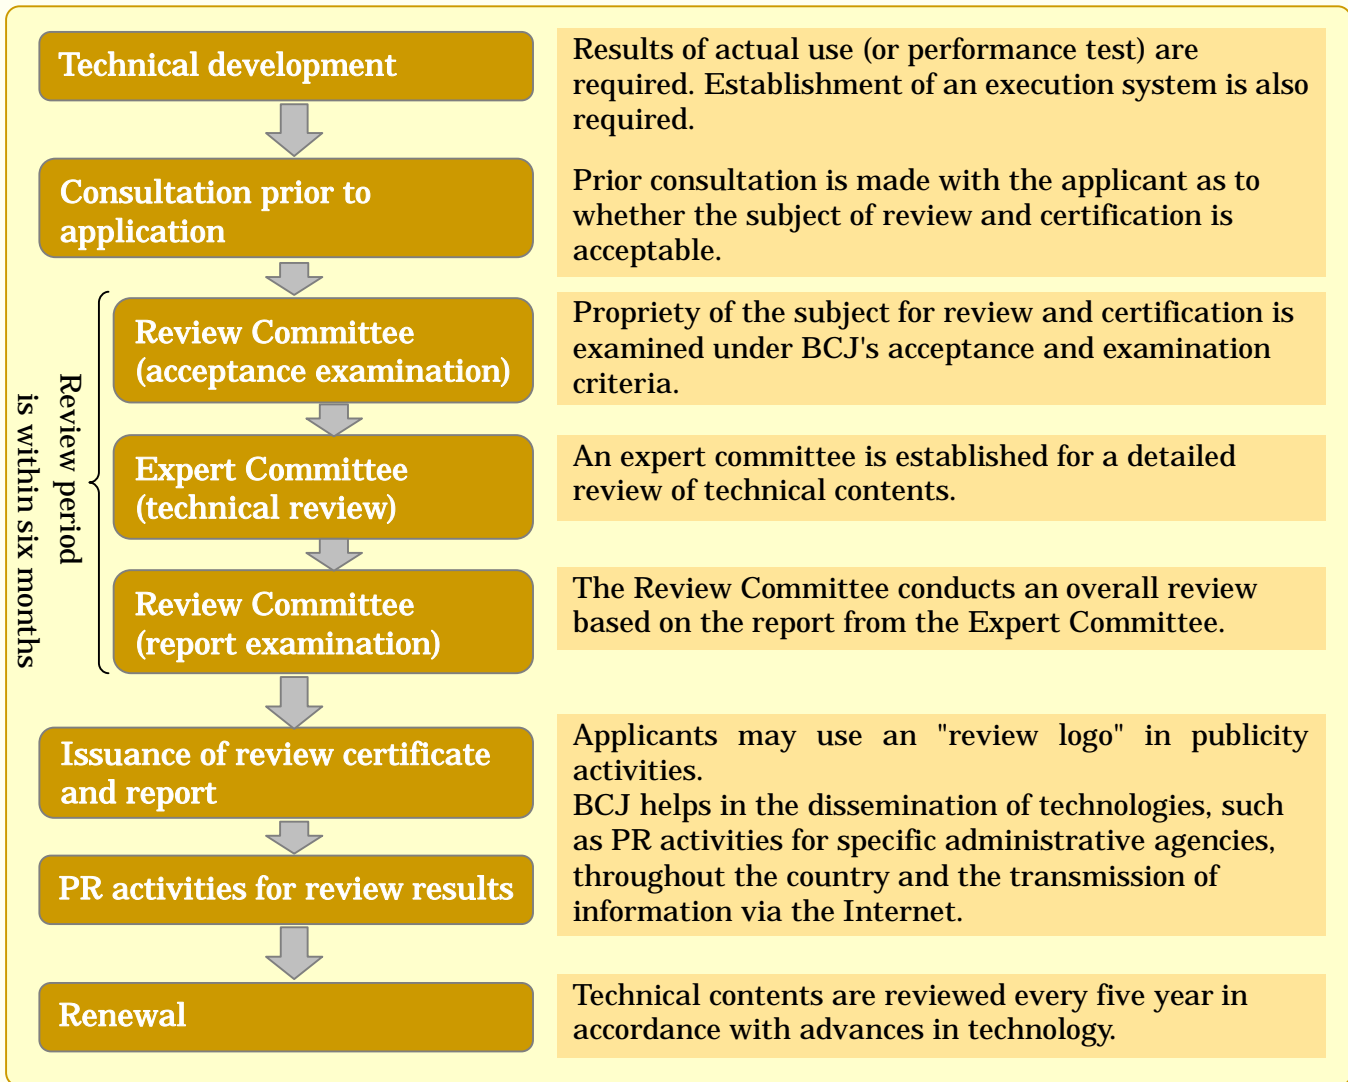 Technical development
Results of actual use (or performance test) are
required. Establishment of an execution system is also
required.
Consultation prior to
application
Prior consultation is made with the applicant as to
whether the subject of review and certification is
acceptable.
Review period
is within six months
Review Committee
(acceptance examination)
Propriety of the subject for review and certification is
examined under BCJ's acceptance and examination
criteria.
Expert Committee
(technical review)
An expert committee is established for a detailed
review of technical contents.
Review Committee
(report examination)
The Review Committee conducts an overall review
based on the report from the Expert Committee.
Issuance of review certificate
and report
Applicants may use an "review logo" in publicity
activities.
BCJ helps in the dissemination of technologies, such
as PR activities for specific administrative agencies,
throughout the country and the transmission of
information via the Internet.
PR activities for review results
Renewal
Technical contents are reviewed every five year in
accordance with advances in technology.